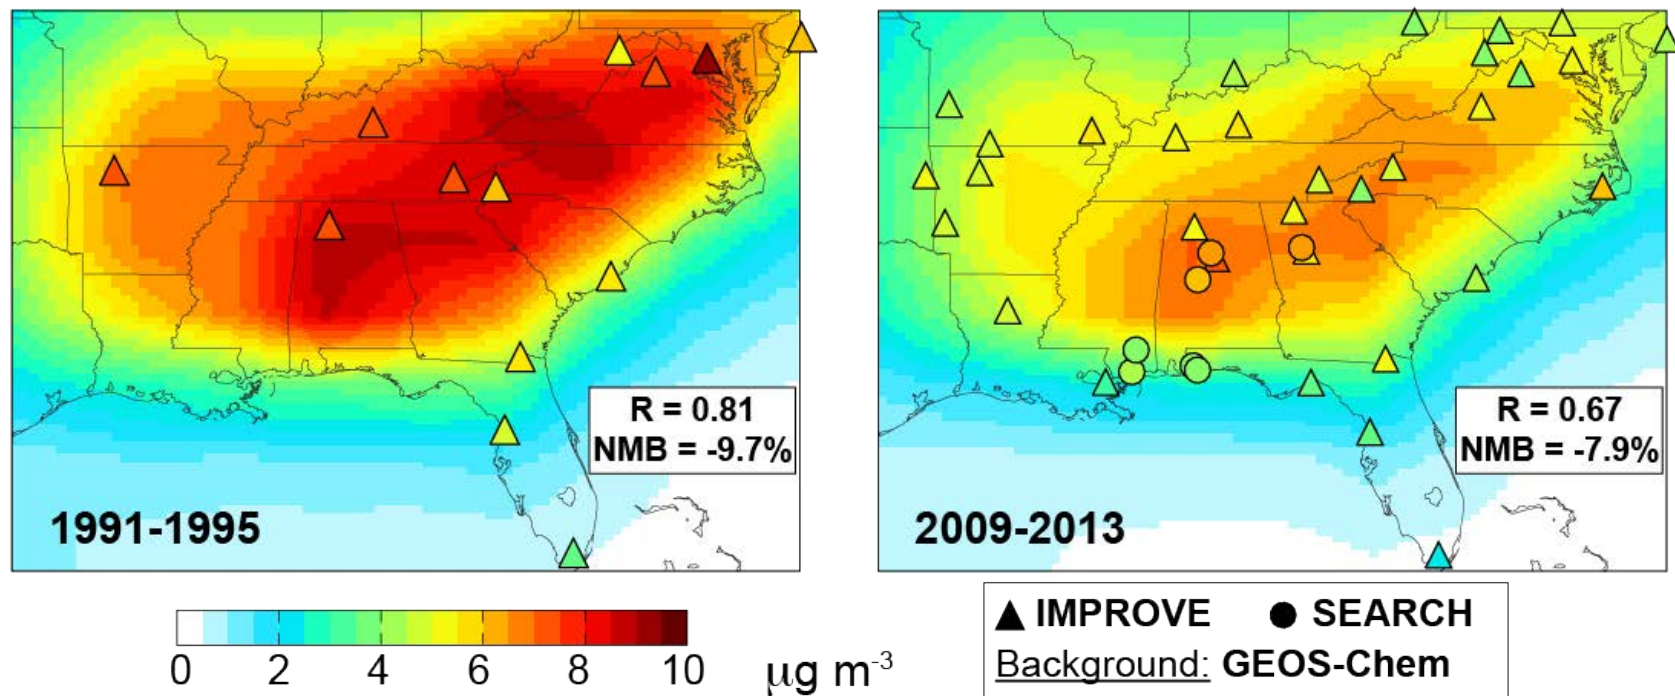 R = 0.81
NMB = -9.7%
1991-1995
R = 0.67
NMB = -7.9%
2009-2013
0 2 4 6 8 10 μg m⁻³
▲ IMPROVE ● SEARCH
Background: GEOS-Chem